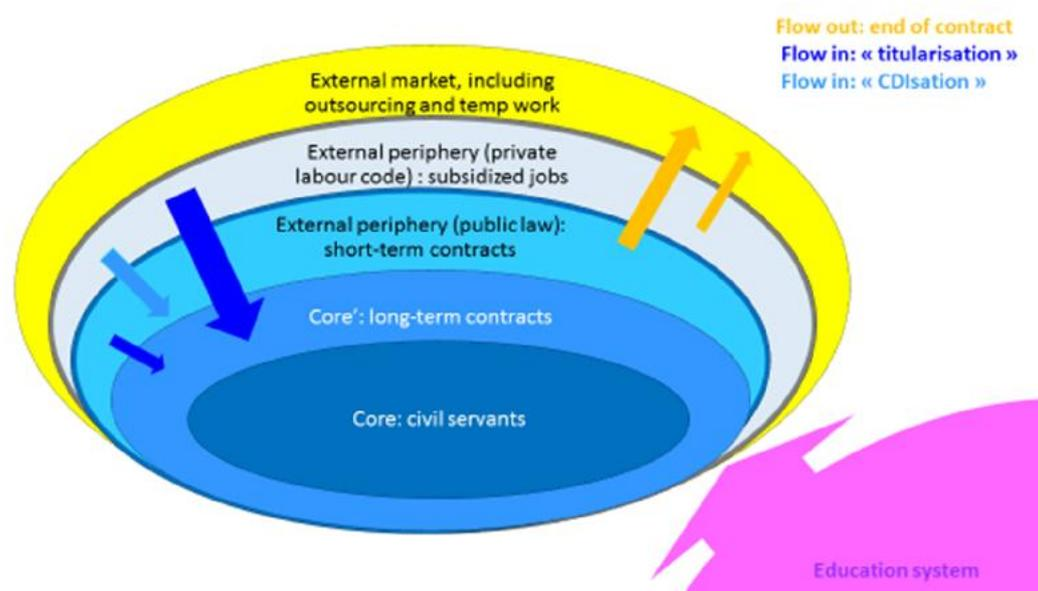 Flow out: end of contract
Flow in: « titularisation »
Flow in: « CDIsation »
External market, including
outsourcing and temp work
External periphery (private
labour code) : subsidized jobs
External periphery (public law):
short-term contracts
Core’: long-term contracts
Core: civil servants
Education system